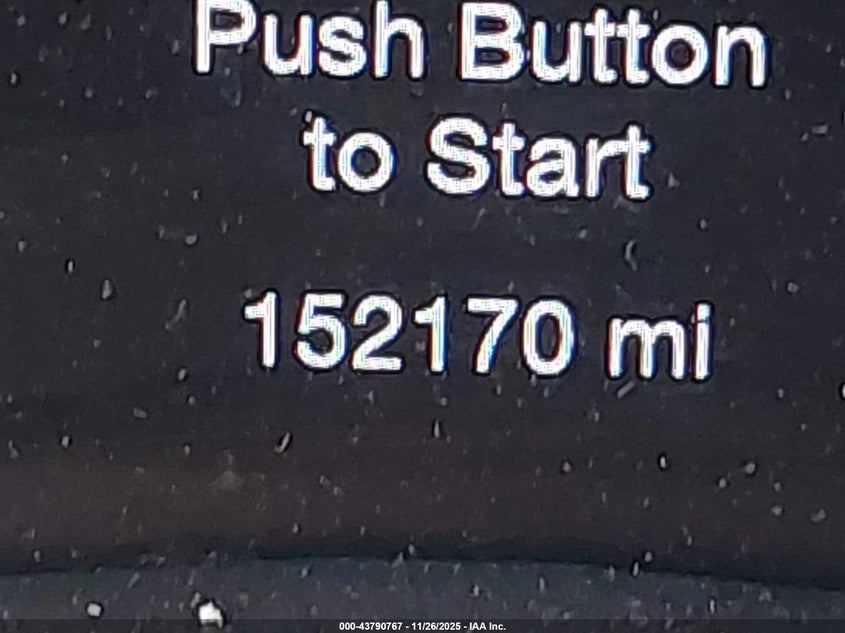 Push Button
to Start
152170 mi
000-43790767 - 11/26/2025 - IAA Inc.